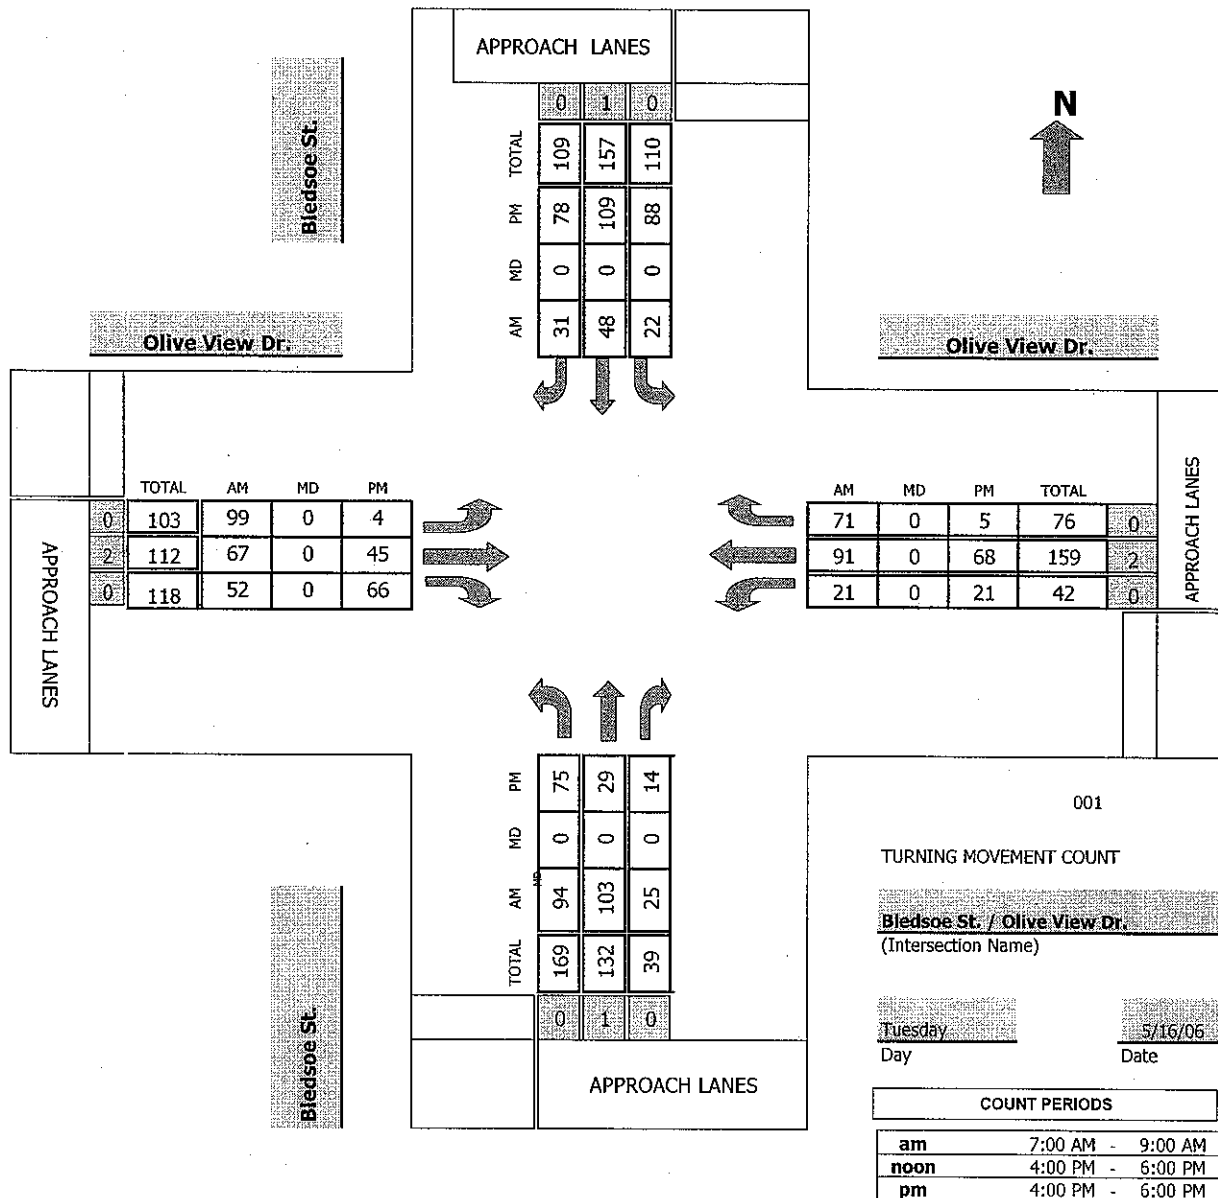 APPROACH LANES
0 1 0
TOTAL 109 157 110
PM 78 109 88
MD 0 0 0
AM 31 48 22
Bledsoe St.
N
Olive View Dr.
Olive View Dr.
TOTAL AM MD PM
0 103 99 0 4
2 112 67 0 45
0 118 52 0 66
APPROACH LANES
AM MD PM TOTAL
71 0 5 76 0
91 0 68 159 2
21 0 21 42 0
APPROACH LANES
PM 75 29 14
MD 0 0 0
MD
AM 94 103 25
TOTAL 169 132 39
0 1 0
APPROACH LANES
Bledsoe St.
001
TURNING MOVEMENT COUNT
Bledsoe St. / Olive View Dr.
(Intersection Name)
Tuesday 5/16/06
Day Date
COUNT PERIODS
am 7:00 AM - 9:00 AM
noon 4:00 PM - 6:00 PM
pm 4:00 PM - 6:00 PM